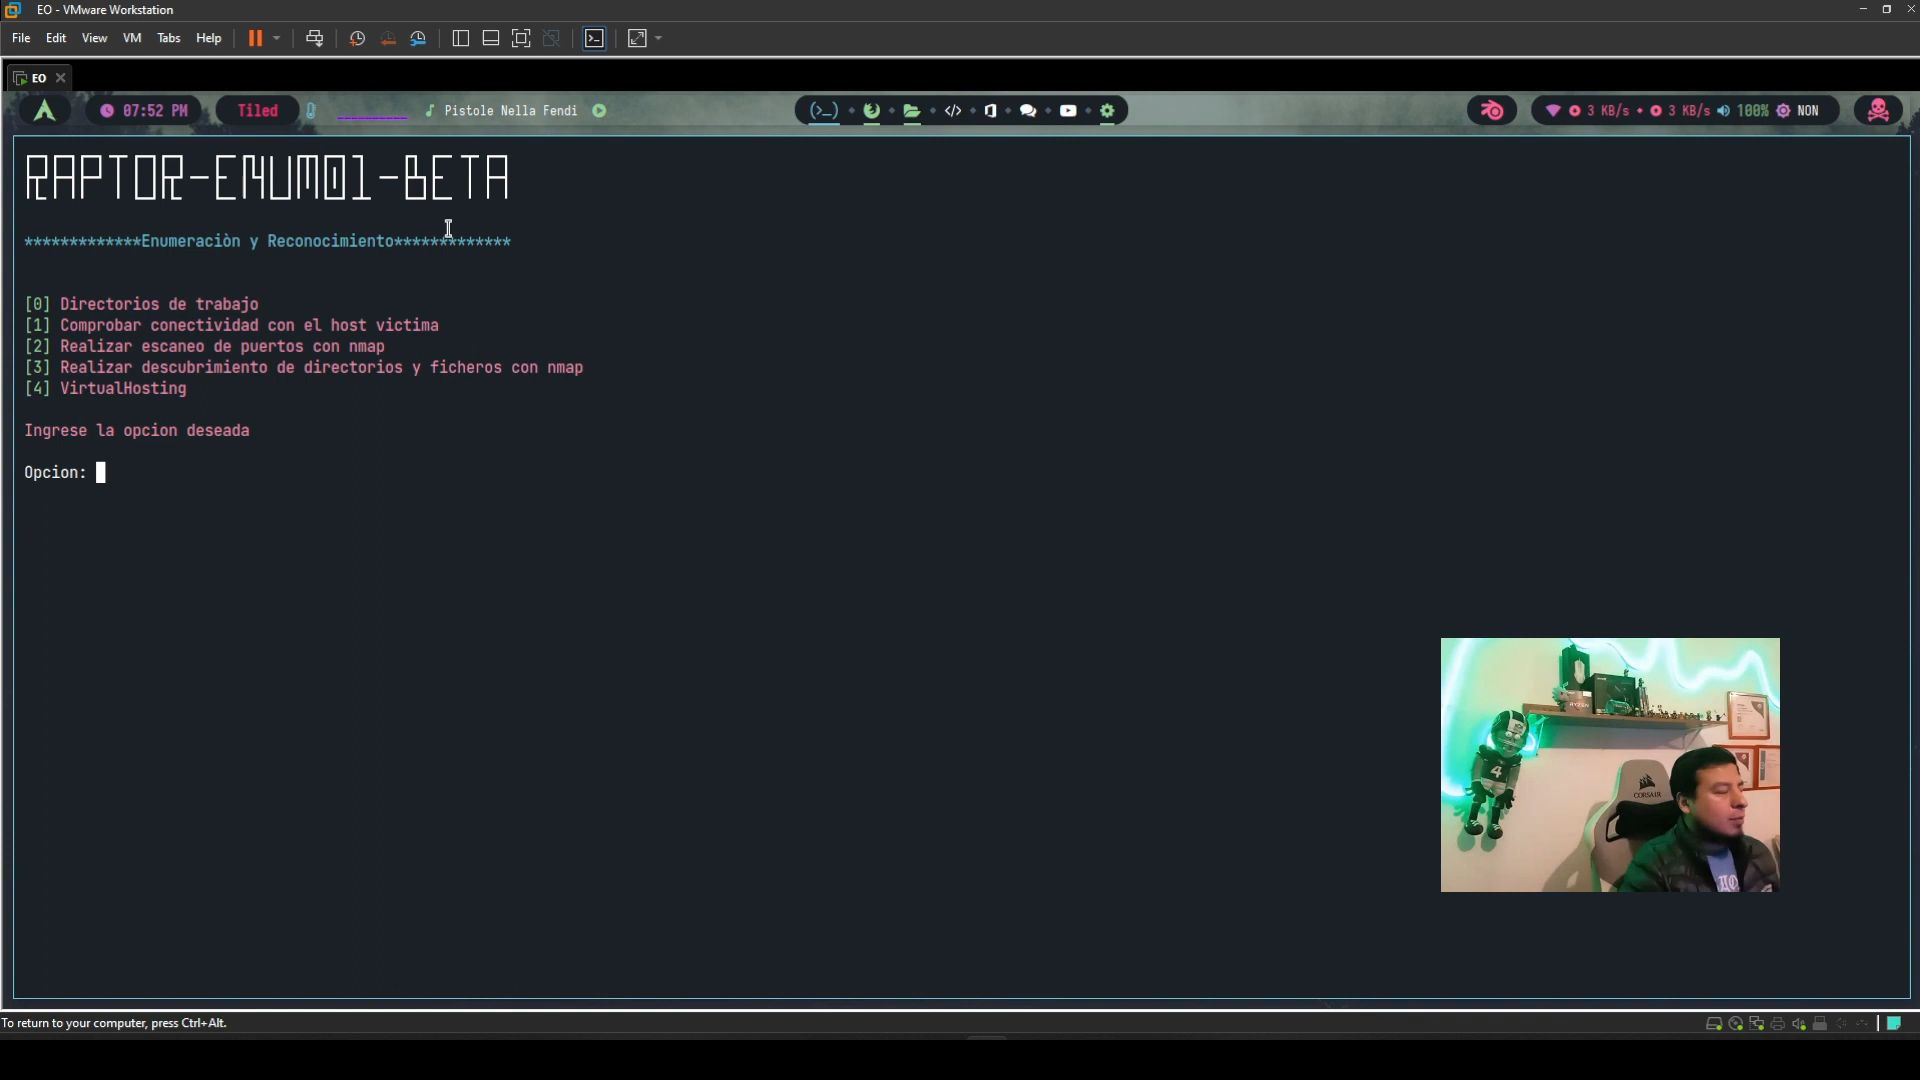 EO - VMware Workstation
File Edit View VM Tabs Help
EO
07:52 PM Tiled Pistole Nella Fendi 3 KB/s • 3 KB/s 100% NON
RAPTOR-ENUM01-BETA
*************Enumeraciòn y Reconocimiento*************
[0] Directorios de trabajo
[1] Comprobar conectividad con el host victima
[2] Realizar escaneo de puertos con nmap
[3] Realizar descubrimiento de directorios y ficheros con nmap
[4] VirtualHosting
Ingrese la opcion deseada
Opcion:
RYZEN
4
CORSAIR
To return to your computer, press Ctrl+Alt.